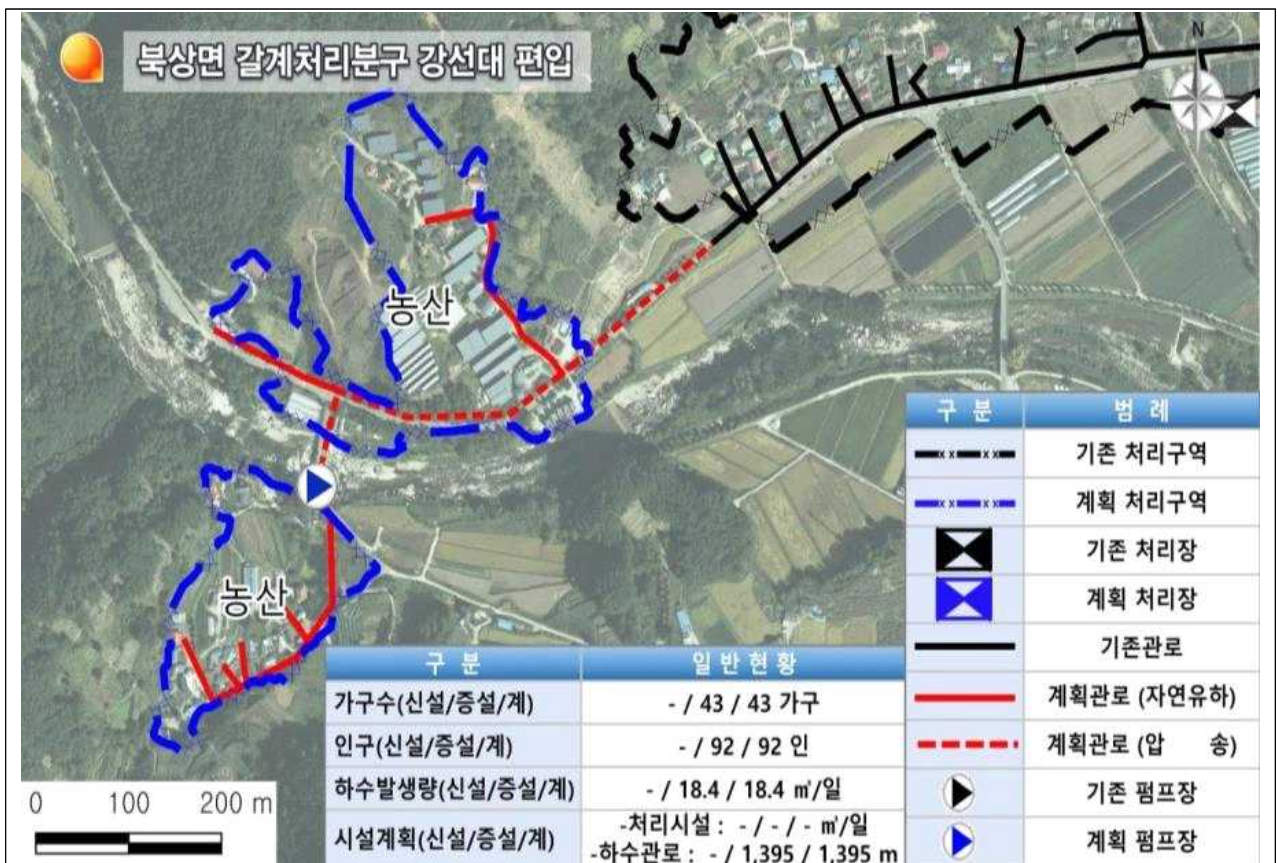 북상면 갈계처리분구 강선대 편입
N
농산
농산
구 분 범 례
x x x x 기존 처리구역
x x x x 계획 처리구역
기존 처리장
계획 처리장
기존관로
계획관로 (자연유하)
계획관로 (압 송)
기존 펌프장
계획 펌프장
구 분 일반현황
가구수(신설/증설/계) - / 43 / 43 가구
인구(신설/증설/계) - / 92 / 92 인
하수발생량(신설/증설/계) - / 18.4 / 18.4 ㎥/일
시설계획(신설/증설/계) -처리시설 : - / - / - ㎥/일
-하수관로 : - / 1,395 / 1,395 m
0 100 200 m